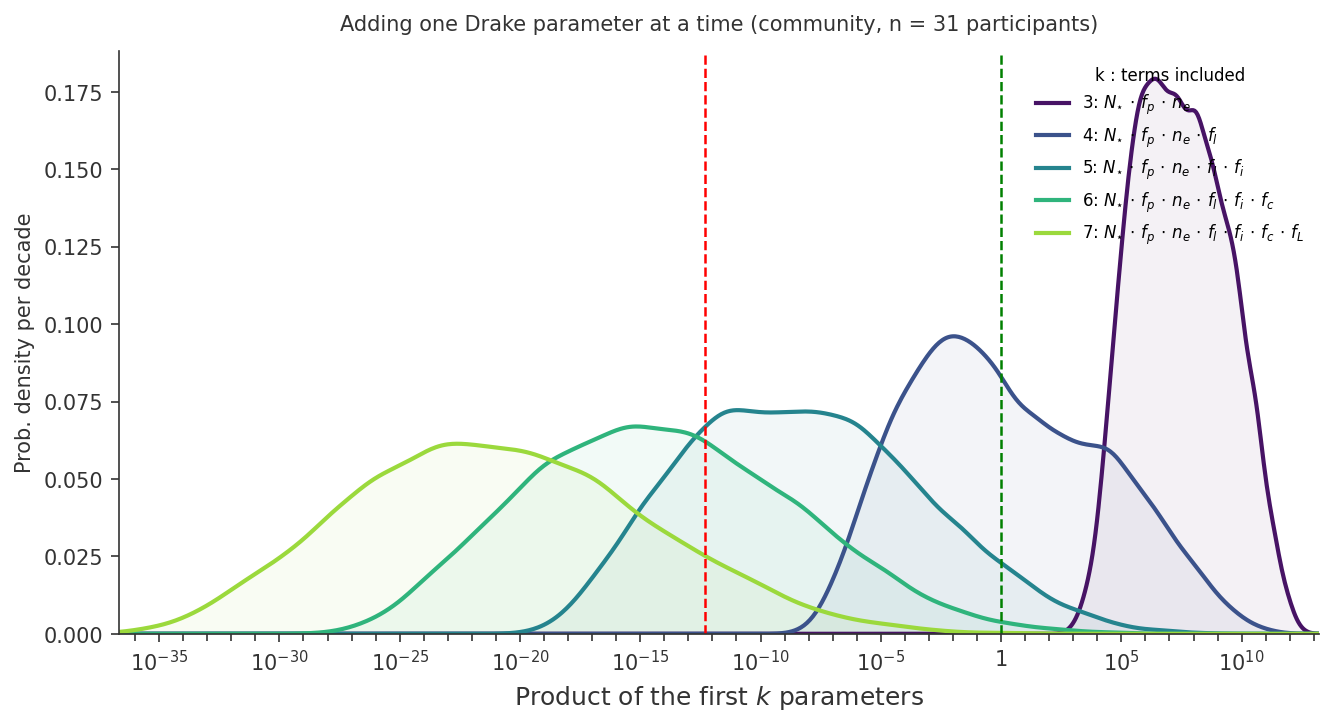 Adding one Drake parameter at a time (community, n = 31 participants)
Prob. density per decade
0.175
0.150
0.125
0.100
0.075
0.050
0.025
0.000
k : terms included
3: N⋆ · fₚ · nₑ
4: N⋆ · fₚ · nₑ · fₗ
5: N⋆ · fₚ · nₑ · fₗ · fᵢ
6: N⋆ · fₚ · nₑ · fₗ · fᵢ · f_c
7: N⋆ · fₚ · nₑ · fₗ · fᵢ · f_c · f_L
10⁻³⁵ 10⁻³⁰ 10⁻²⁵ 10⁻²⁰ 10⁻¹⁵ 10⁻¹⁰ 10⁻⁵ 1 10⁵ 10¹⁰
Product of the first k parameters